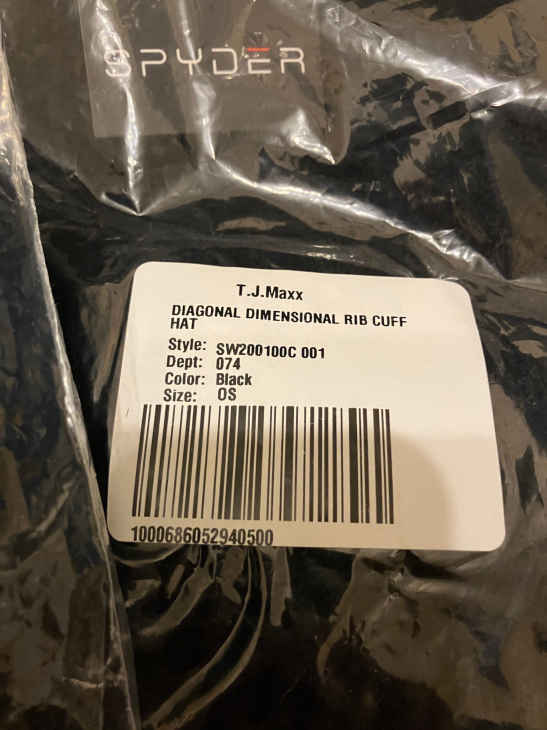 SPYDER
T.J.Maxx
DIAGONAL DIMENSIONAL RIB CUFF
HAT
Style: SW200100C 001
Dept: 074
Color: Black
Size: OS
1000686052940500